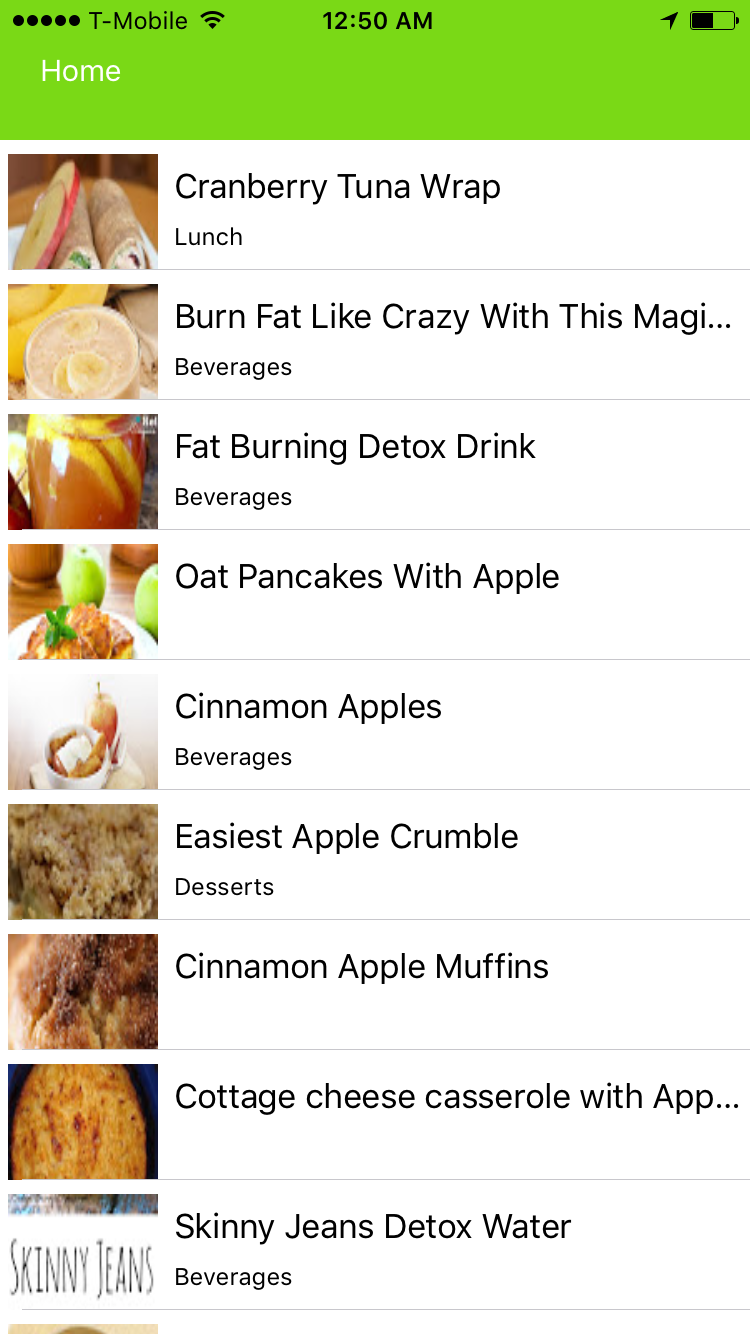 T-Mobile 12:50 AM
Home
Cranberry Tuna Wrap
Lunch
Burn Fat Like Crazy With This Magi...
Beverages
Fat Burning Detox Drink
Beverages
Oat Pancakes With Apple
Cinnamon Apples
Beverages
Easiest Apple Crumble
Desserts
Cinnamon Apple Muffins
Cottage cheese casserole with App...
Skinny Jeans Detox Water
Beverages
SKINNY JEANS